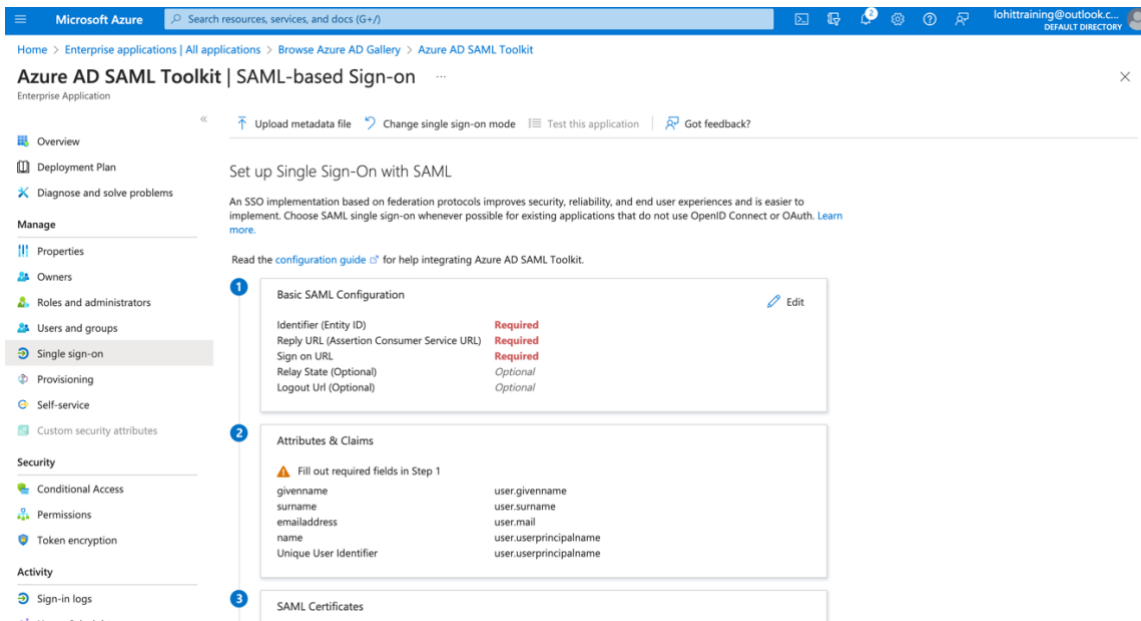 Microsoft Azure
Search resources, services, and docs (G+/)
2
lohittraining@outlook.c...
DEFAULT DIRECTORY
Home > Enterprise applications | All applications > Browse Azure AD Gallery > Azure AD SAML Toolkit
Azure AD SAML Toolkit | SAML-based Sign-on ...
Enterprise Application
Upload metadata file Change single sign-on mode Test this application Got feedback?
Overview
Deployment Plan
Diagnose and solve problems
Manage
Properties
Owners
Roles and administrators
Users and groups
Single sign-on
Provisioning
Self-service
Custom security attributes
Security
Conditional Access
Permissions
Token encryption
Activity
Sign-in logs
Set up Single Sign-On with SAML
An SSO implementation based on federation protocols improves security, reliability, and end user experiences and is easier to
implement. Choose SAML single sign-on whenever possible for existing applications that do not use OpenID Connect or OAuth. Learn
more.
Read the configuration guide for help integrating Azure AD SAML Toolkit.
1
Basic SAML Configuration
Edit
Identifier (Entity ID) Required
Reply URL (Assertion Consumer Service URL) Required
Sign on URL Required
Relay State (Optional) Optional
Logout Url (Optional) Optional
2
Attributes & Claims
Fill out required fields in Step 1
givenname user.givenname
surname user.surname
emailaddress user.mail
name user.userprincipalname
Unique User Identifier user.userprincipalname
3
SAML Certificates